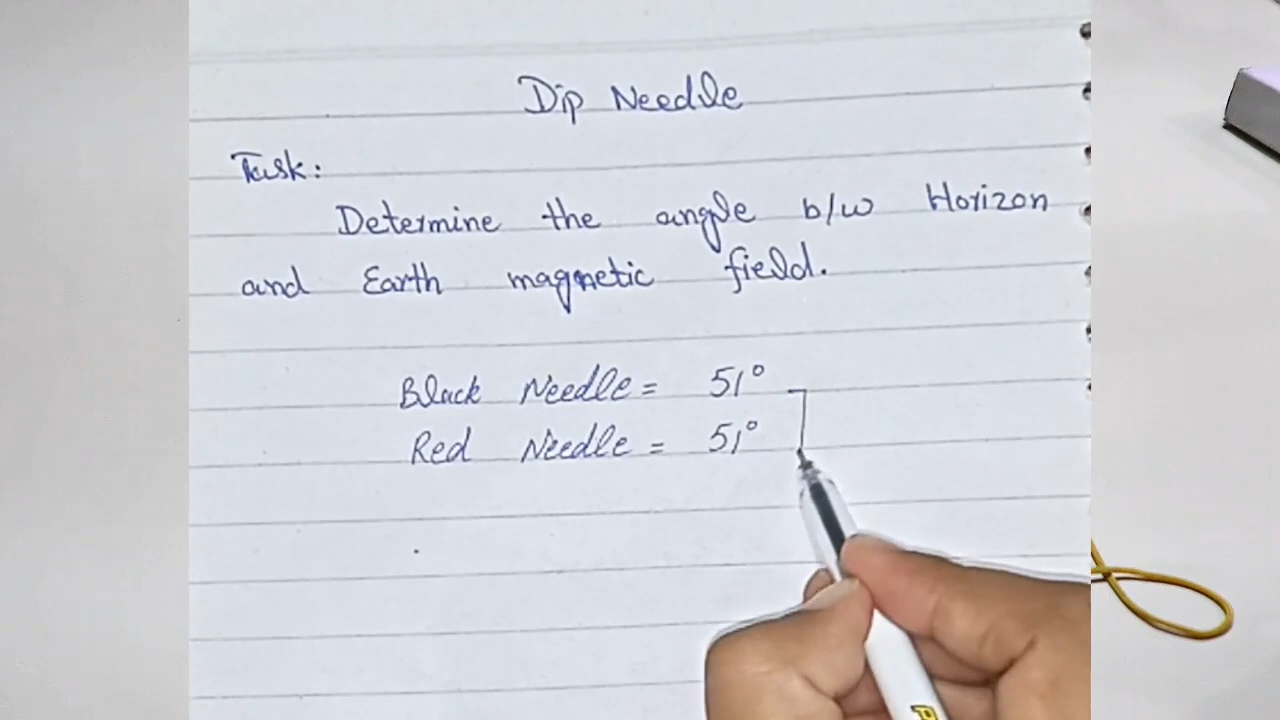 Dip Needle
Task:
Determine the angle b/w Horizon
and Earth magnetic field.
Black Needle = 51°
Red Needle = 51°
P